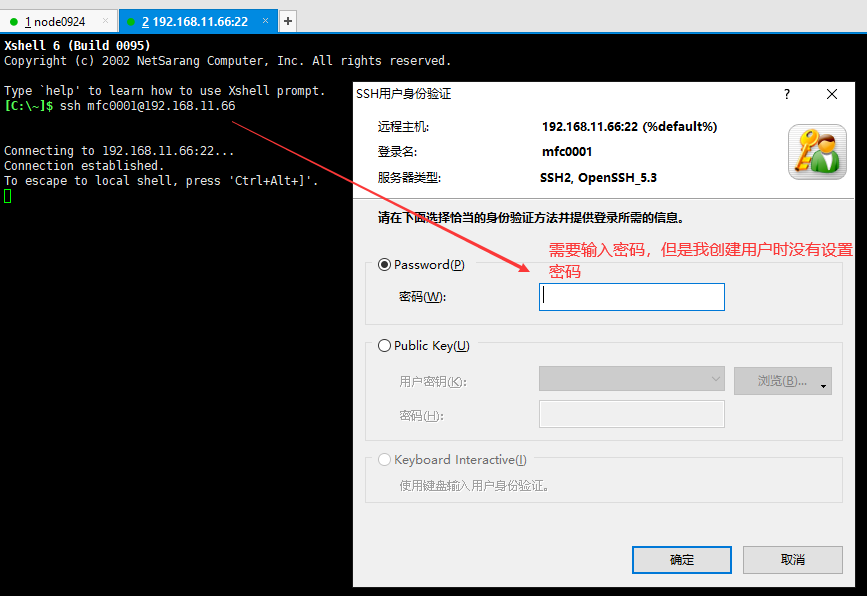 1 node0924
2 192.168.11.66:22
Xshell 6 (Build 0095)
Copyright (c) 2002 NetSarang Computer, Inc. All rights reserved.
Type `help' to learn how to use Xshell prompt.
[C:\~]$ ssh mfc0001@192.168.11.66
Connecting to 192.168.11.66:22...
Connection established.
To escape to local shell, press 'Ctrl+Alt+]'.
SSH用户身份验证
远程主机: 192.168.11.66:22 (%default%)
登录名: mfc0001
服务器类型: SSH2, OpenSSH_5.3
请在下面选择恰当的身份验证方法并提供登录所需的信息。
需要输入密码，但是我创建用户时没有设置
密码
Password(P)
密码(W):
Public Key(U)
用户密钥(K): 浏览(B)...
密码(H):
Keyboard Interactive(I)
使用键盘输入用户身份验证。
确定 取消